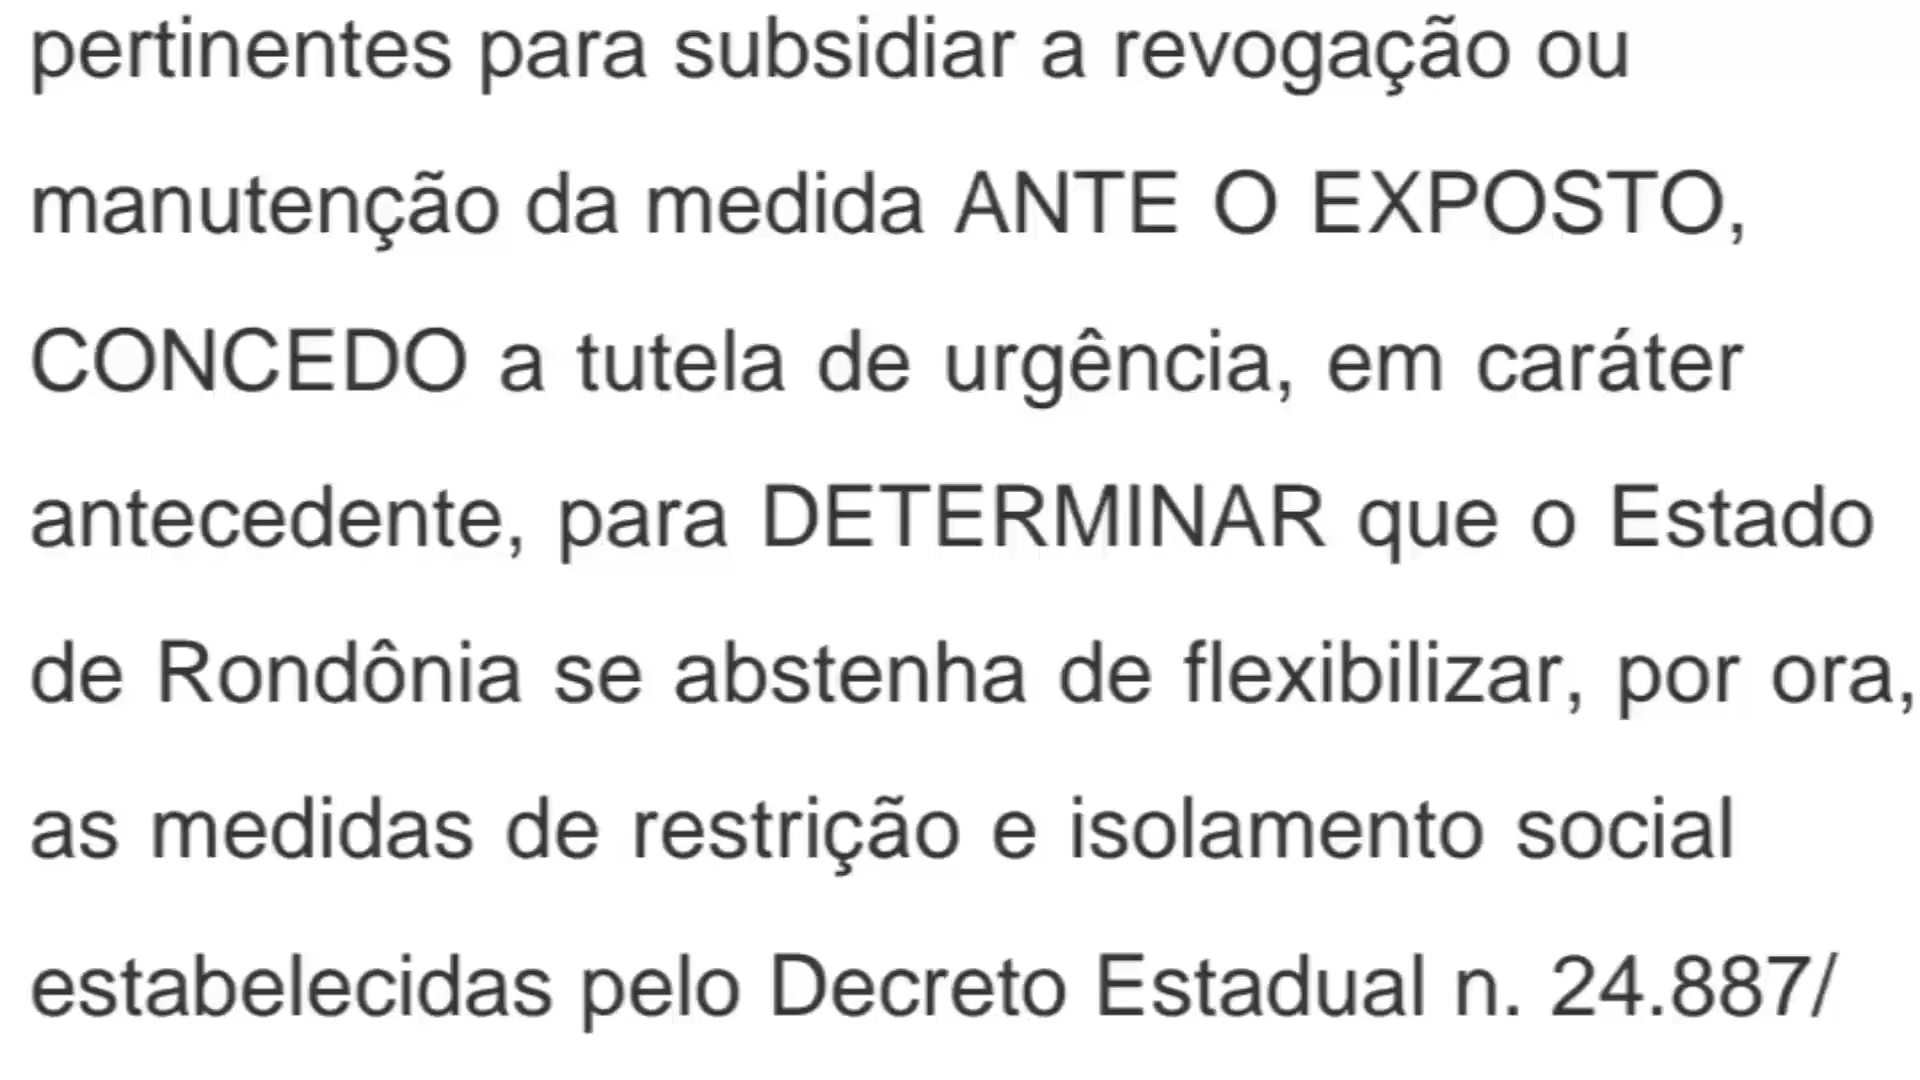 pertinentes para subsidiar a revogação ou
manutenção da medida ANTE O EXPOSTO,
CONCEDO a tutela de urgência, em caráter
antecedente, para DETERMINAR que o Estado
de Rondônia se abstenha de flexibilizar, por ora,
as medidas de restrição e isolamento social
estabelecidas pelo Decreto Estadual n. 24.887/